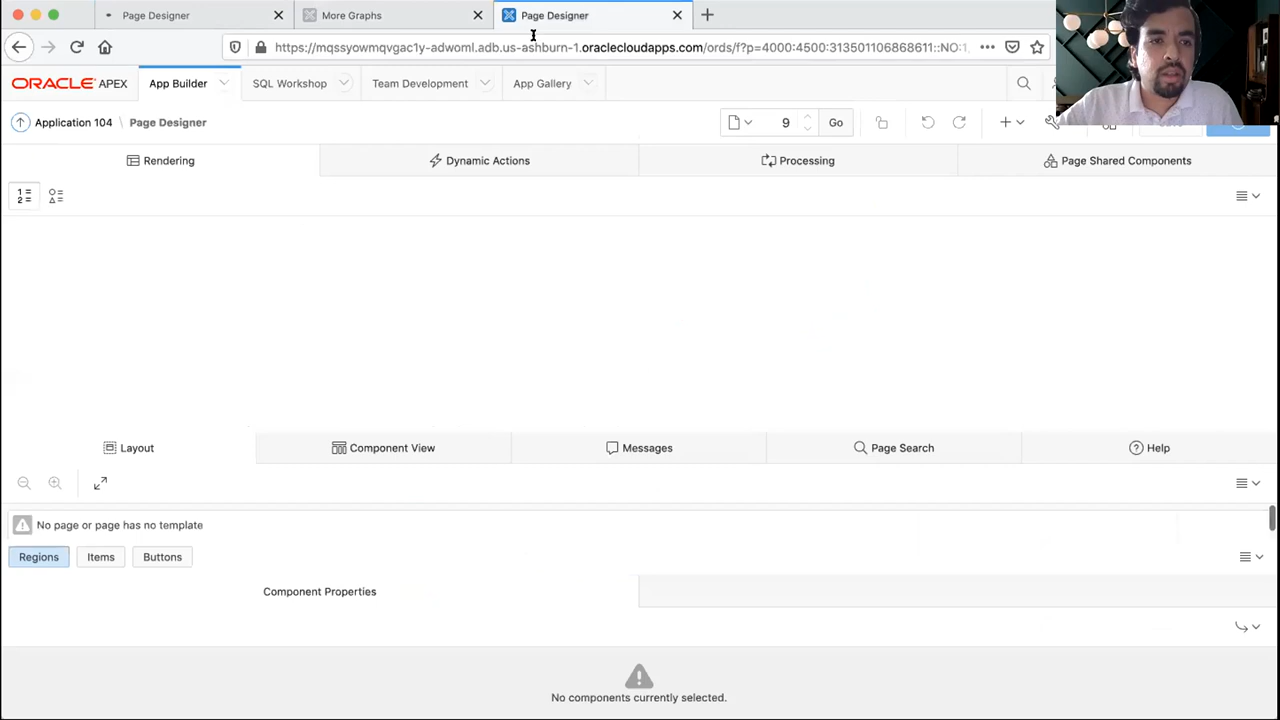 Page Designer
More Graphs
Page Designer
https://mqssyowmqvgac1y-adwoml.adb.us-ashburn-1.oraclecloudapps.com/ords/f?p=4000:4500:313501106868611::NO:1,
ORACLE APEX
App Builder
SQL Workshop
Team Development
App Gallery
Application 104
Page Designer
9
Go
Rendering
Dynamic Actions
Processing
Page Shared Components
Layout
Component View
Messages
Page Search
Help
No page or page has no template
Regions
Items
Buttons
Component Properties
No components currently selected.